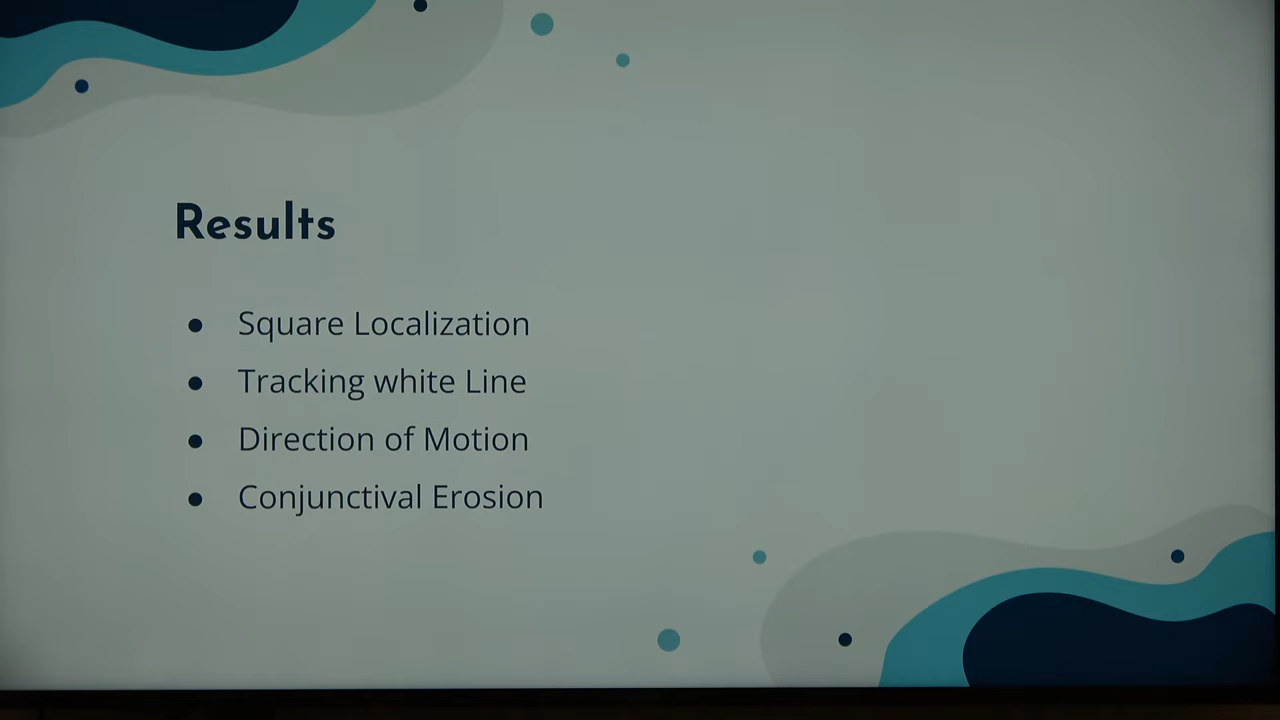 Results
● Square Localization
● Tracking white Line
● Direction of Motion
● Conjunctival Erosion